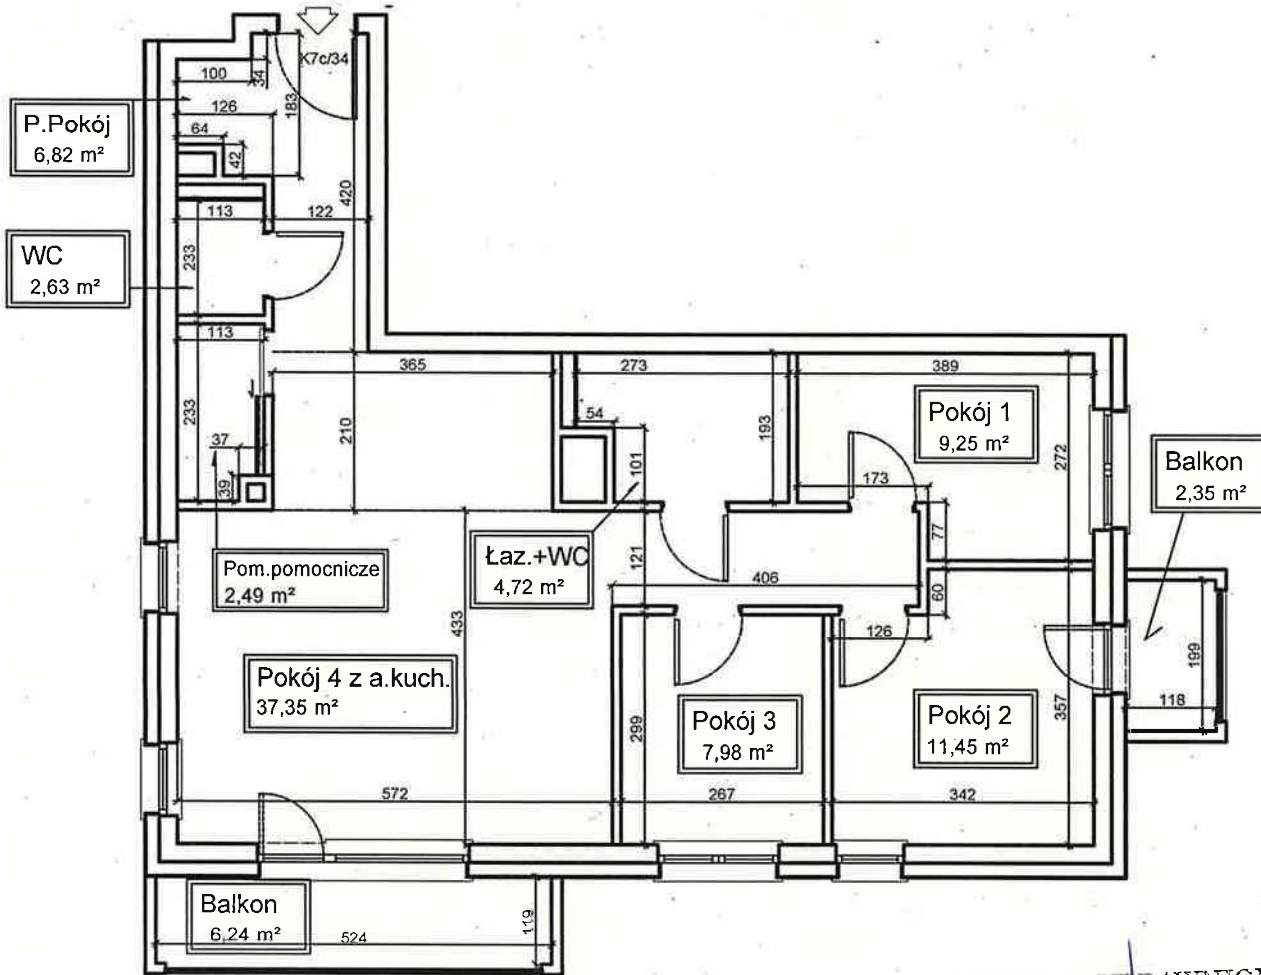 K7c/34
100
34
126
183
P.Pokój
6,82 m²
64
42
420
113
122
WC
2,63 m²
233
113
365
273
389
Pokój 1
9,25 m²
54
193
233
210
37
101
272
Balkon
2,35 m²
173
39
77
Łaz.+WC
4,72 m²
Pom.pomocnicze
2,49 m²
121
406
60
433
126
199
Pokój 4 z a.kuch.
37,35 m²
118
299
Pokój 3
7,98 m²
Pokój 2
11,45 m²
357
572
267
342
Balkon
6,24 m²
119
524